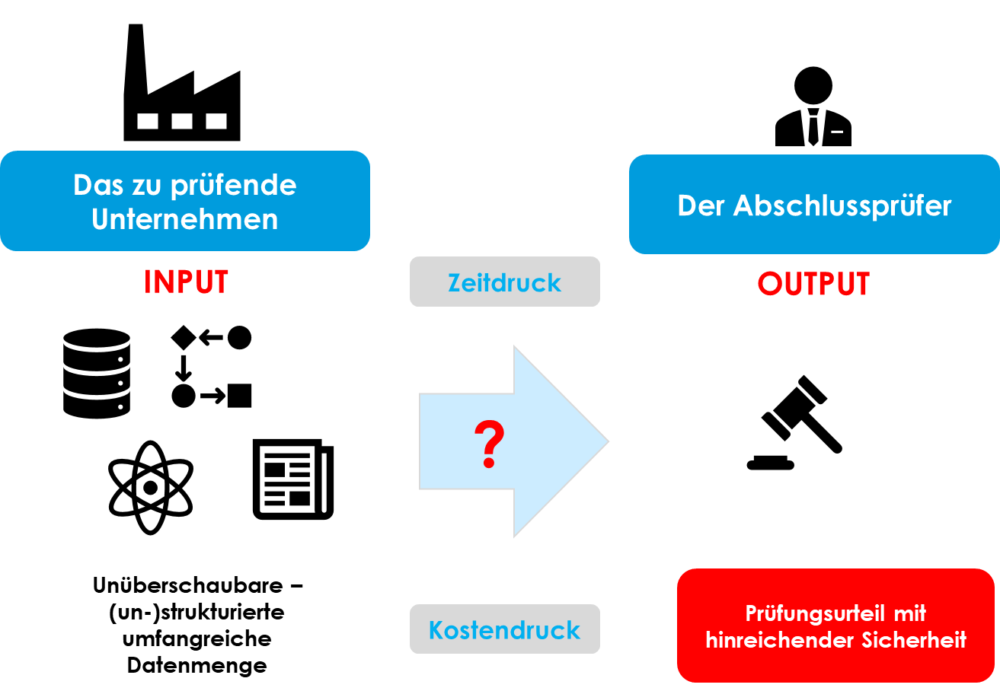 Das zu prüfende
Unternehmen
Der Abschlussprüfer
INPUT
Zeitdruck
OUTPUT
?
Unüberschaubare –
(un-)strukturierte
umfangreiche
Datenmenge
Kostendruck
Prüfungsurteil mit
hinreichender Sicherheit